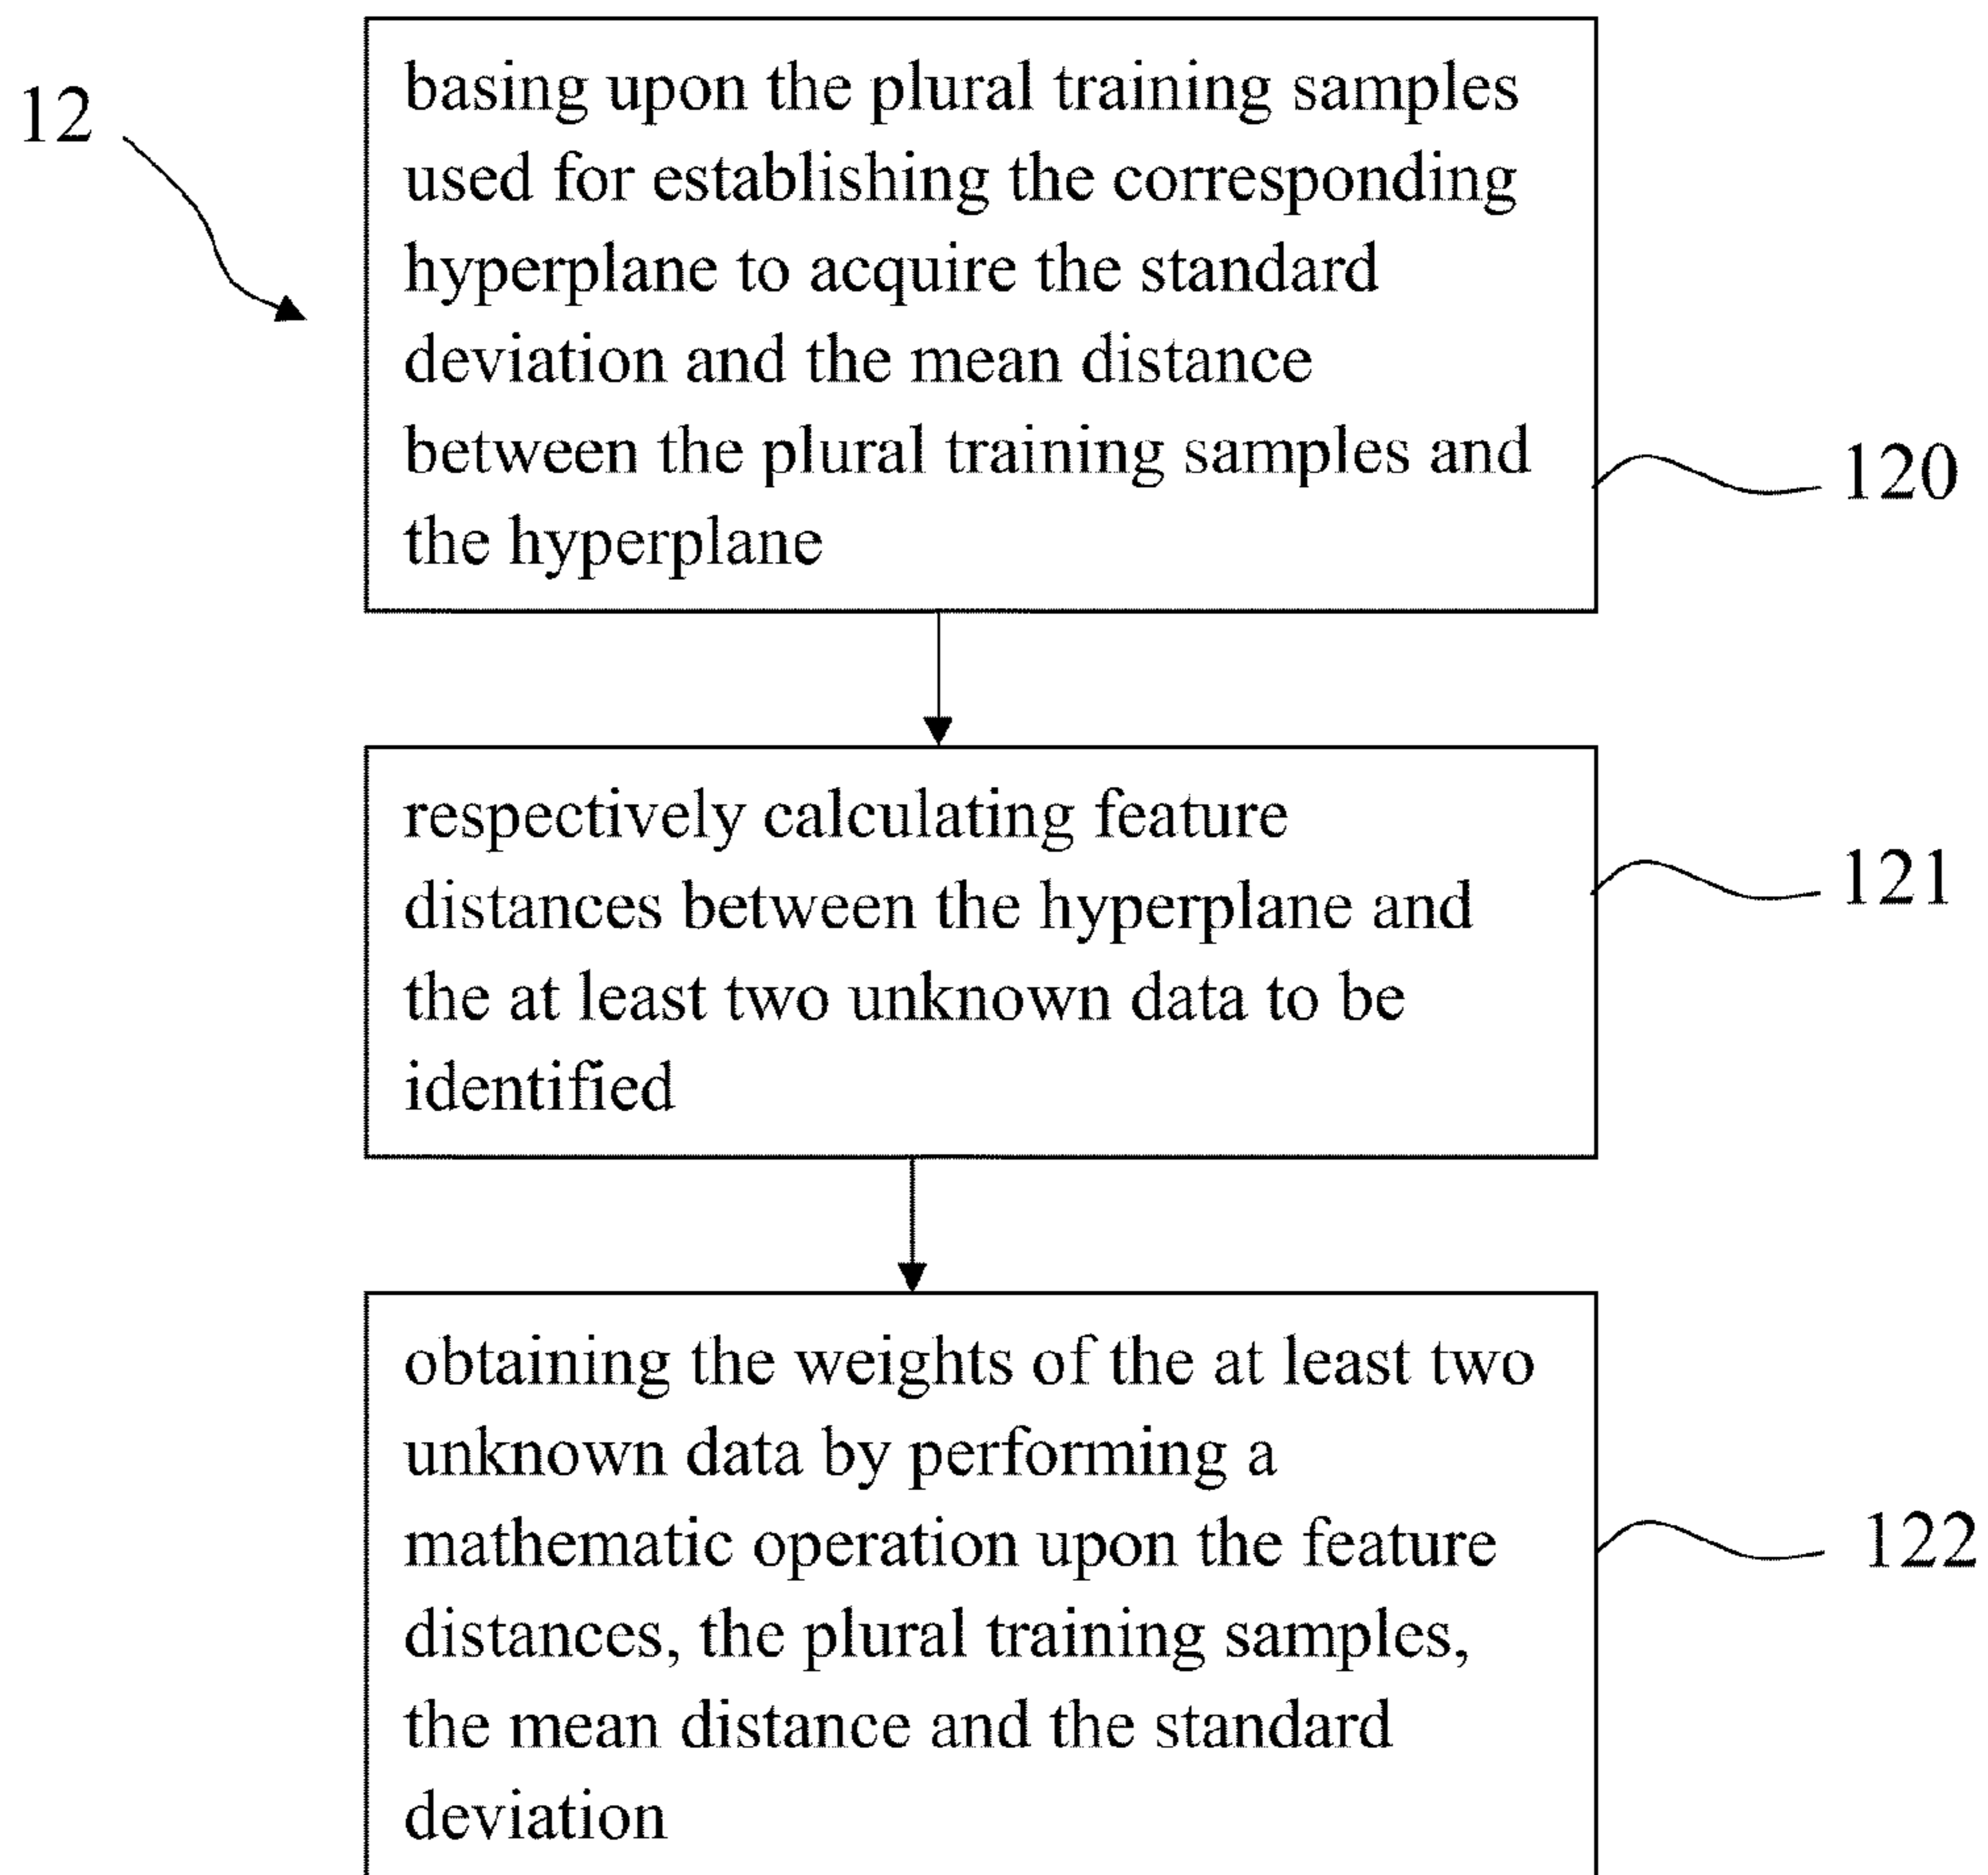 12
basing upon the plural training samples
used for establishing the corresponding
hyperplane to acquire the standard
deviation and the mean distance
between the plural training samples and
the hyperplane
120
respectively calculating feature
distances between the hyperplane and
the at least two unknown data to be
identified
121
obtaining the weights of the at least two
unknown data by performing a
mathematic operation upon the feature
distances, the plural training samples,
the mean distance and the standard
deviation
122